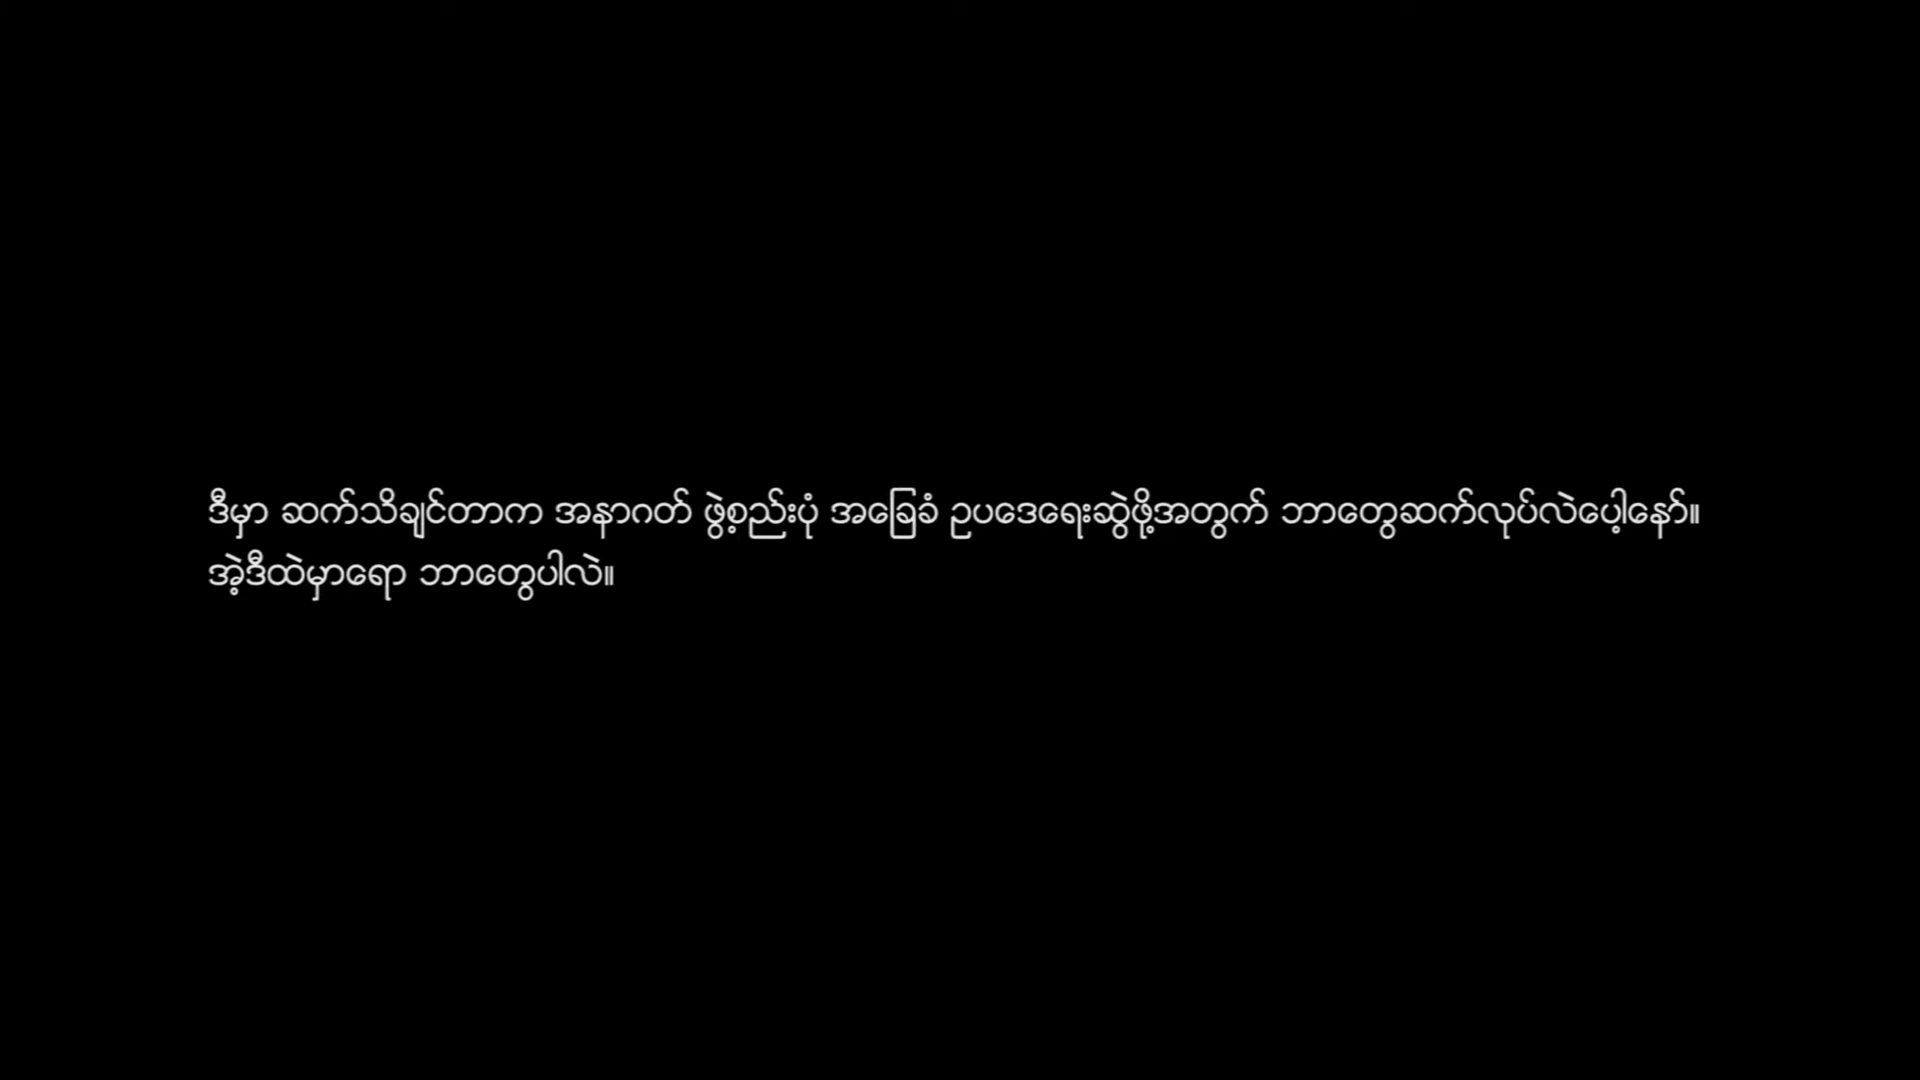 ဒီမှာ ဆက်သိချင်တာက အနာဂတ် ဖွဲ့စည်းပုံ အခြေခံ ဥပဒေရေးဆွဲဖို့အတွက် ဘာတွေဆက်လုပ်လဲပေါ့နော်။
အဲ့ဒီထဲမှာရော ဘာတွေပါလဲ။